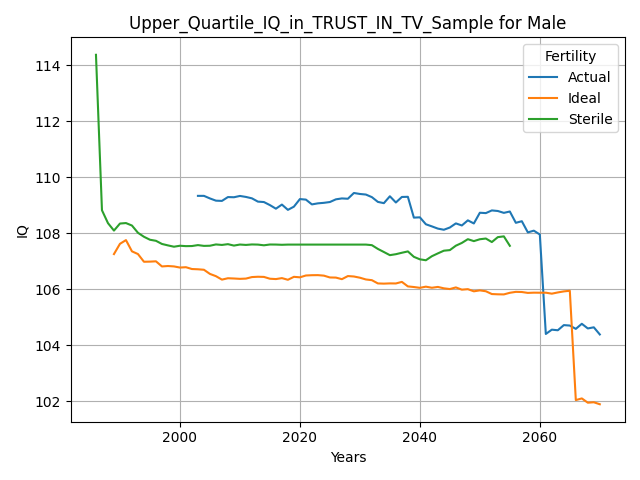 Upper_Quartile_IQ_in_TRUST_IN_TV_Sample for Male
Fertility
Actual
Ideal
Sterile
IQ
114
112
110
108
106
104
102
2000
2020
2040
2060
Years